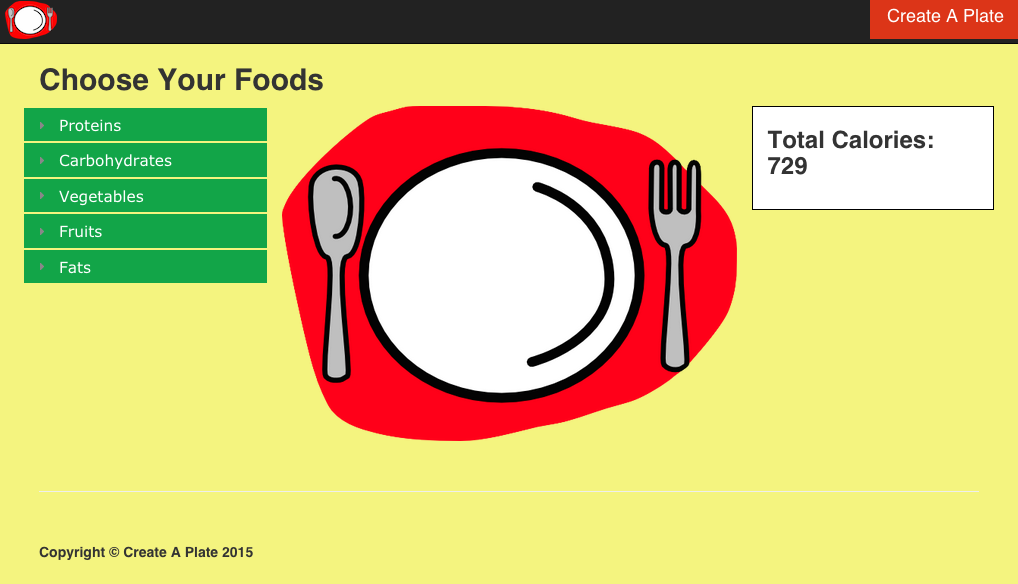 Create A Plate
Choose Your Foods
Proteins
Carbohydrates
Vegetables
Fruits
Fats
Total Calories:
729
Copyright © Create A Plate 2015